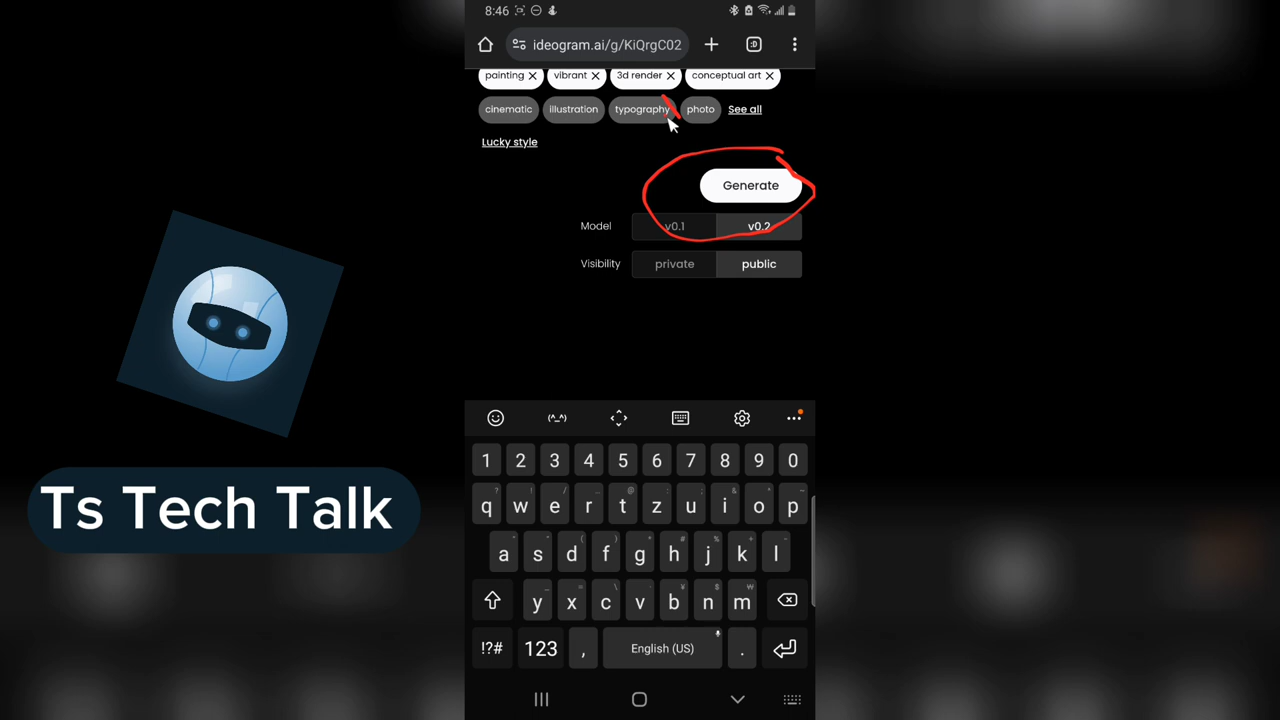 8:46
ideogram.ai/g/KiQrgC02
:D
painting vibrant 3d render conceptual art
cinematic illustration typography photo See all
Lucky style
Generate
Model v0.1 v0.2
Visibility private public
Ts Tech Talk
(^_^)
1 2 3 4 5 6 7 8 9 0
q w e r t z u i o p
a s d f g h j k l
y x c v b n m
!?# 123 , English (US) .